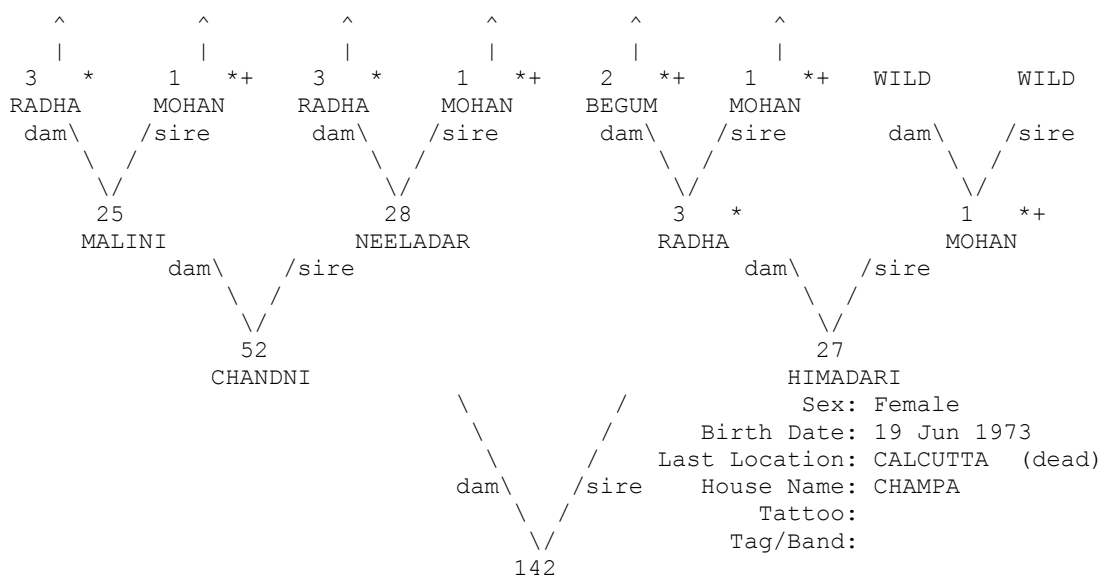 ^ ^ ^ ^ ^ ^
| | | | | |
3 * 1 *+ 3 * 1 *+ 2 *+ 1 *+ WILD WILD
RADHA MOHAN RADHA MOHAN BEGUM MOHAN
dam\ /sire dam\ /sire dam\ /sire dam\ /sire
\ / \ / \ / \ /
\/ \/ \/ \/
25 28 3 * 1 *+
MALINI NEELADAR RADHA MOHAN
dam\ /sire dam\ /sire
\ / \ /
\/ \/
52 27
CHANDNI HIMADARI
\ / Sex: Female
\ / Birth Date: 19 Jun 1973
\ / Last Location: CALCUTTA (dead)
dam\ /sire House Name: CHAMPA
\ / Tattoo:
\/ Tag/Band:
142